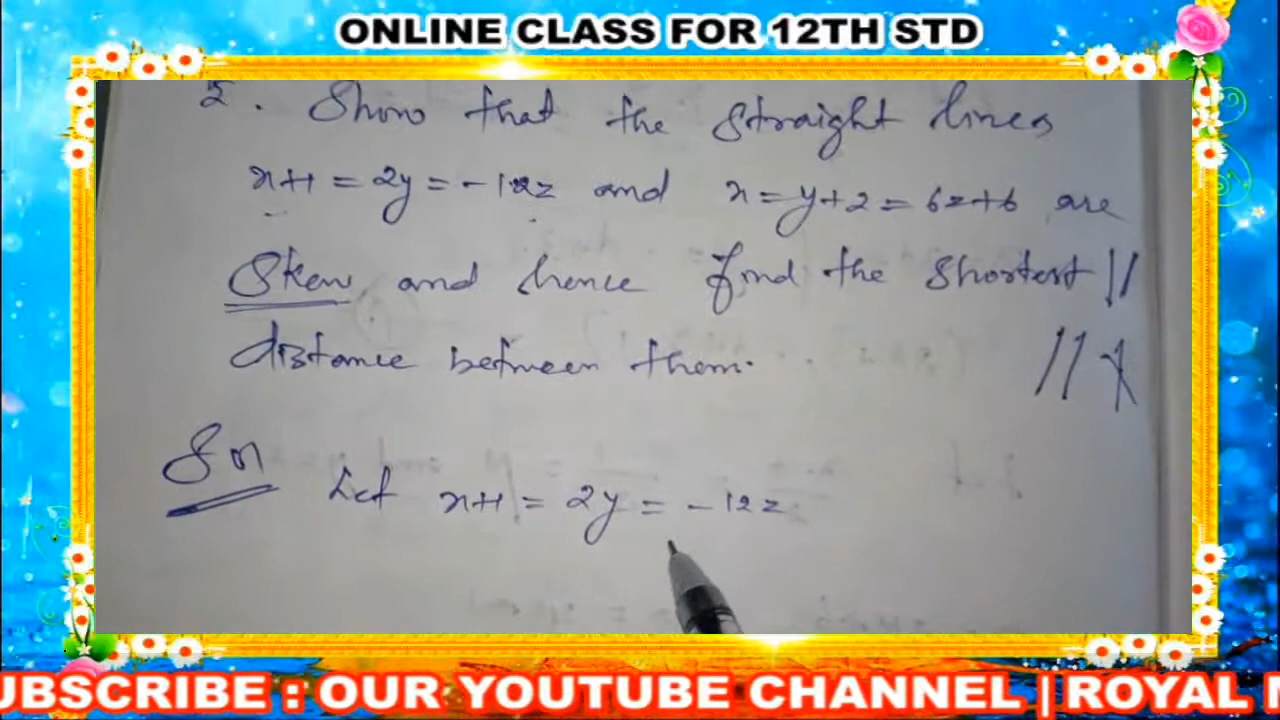 ONLINE CLASS FOR 12TH STD
2. Show that the straight lines
x+1 = 2y = -12z and x = y+2 = 6z+6 are
Skew and hence find the shortest //
distance between them.
Soln
Let x+1 = 2y = -12z
UBSCRIBE : OUR YOUTUBE CHANNEL | ROYAL